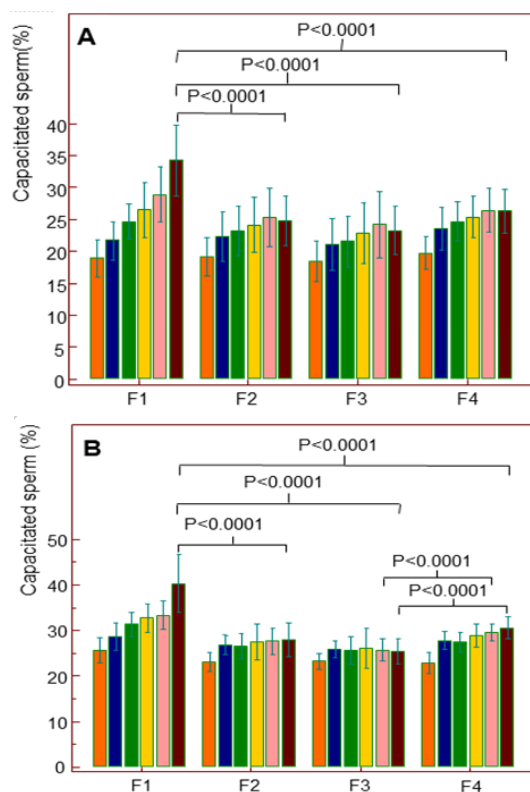 A
P<0.0001
P<0.0001
P<0.0001
Capacitated sperm(%)
40
35
30
25
20
15
10
5
0
F1 F2 F3 F4
B
P<0.0001
P<0.0001
P<0.0001
P<0.0001
P<0.0001
Capacitated sperm (%)
50
40
30
20
10
0
F1 F2 F3 F4